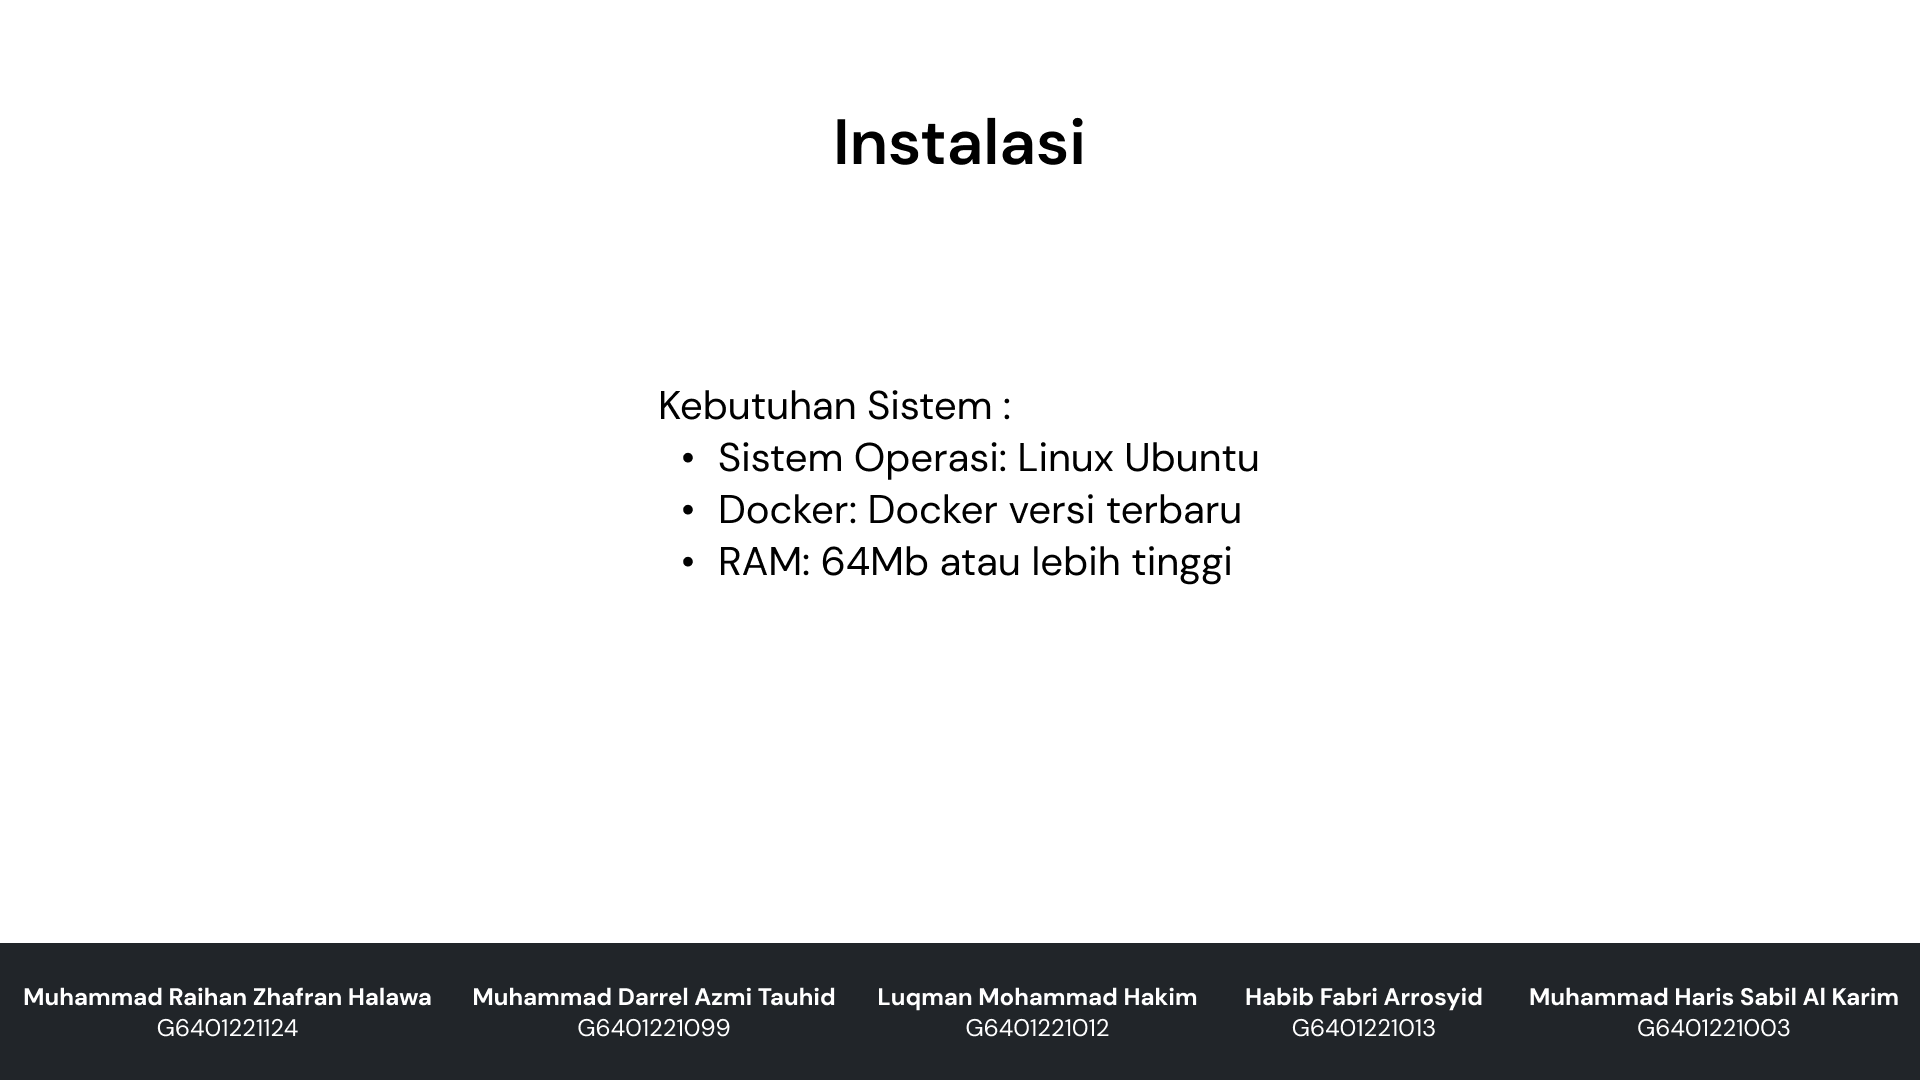 Instalasi
Kebutuhan Sistem :
• Sistem Operasi: Linux Ubuntu
• Docker: Docker versi terbaru
• RAM: 64Mb atau lebih tinggi
Muhammad Raihan Zhafran Halawa
G6401221124
Muhammad Darrel Azmi Tauhid
G6401221099
Luqman Mohammad Hakim
G6401221012
Habib Fabri Arrosyid
G6401221013
Muhammad Haris Sabil Al Karim
G6401221003